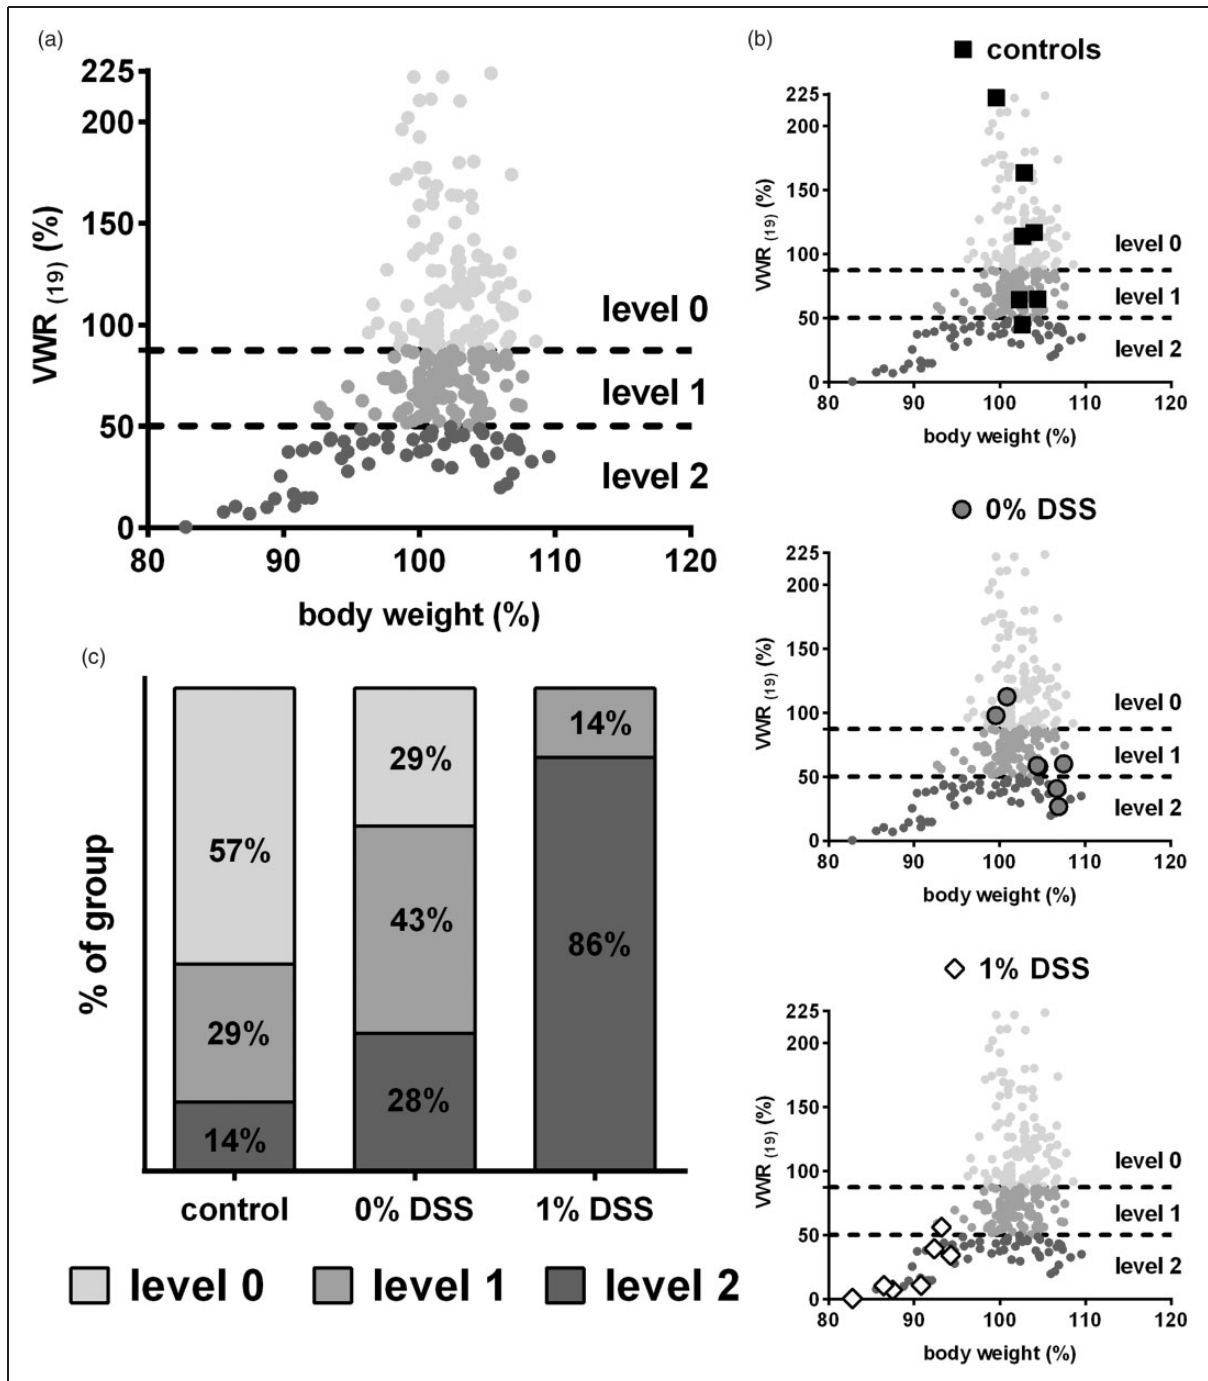 (a)
225
200
150
100
50
0
VWR (19) (%)
level 0
level 1
level 2
80 90 100 110 120
body weight (%)
(b)
controls
225
200
150
100
50
0
VWR (19) (%)
level 0
level 1
level 2
80 90 100 110 120
body weight (%)
0% DSS
225
200
150
100
50
0
VWR (19) (%)
level 0
level 1
level 2
80 90 100 110 120
body weight (%)
1% DSS
225
200
150
100
50
0
VWR (19) (%)
level 0
level 1
level 2
80 90 100 110 120
body weight (%)
(c)
% of group
57%
29%
14%
29%
43%
28%
14%
86%
control 0% DSS 1% DSS
level 0 level 1 level 2